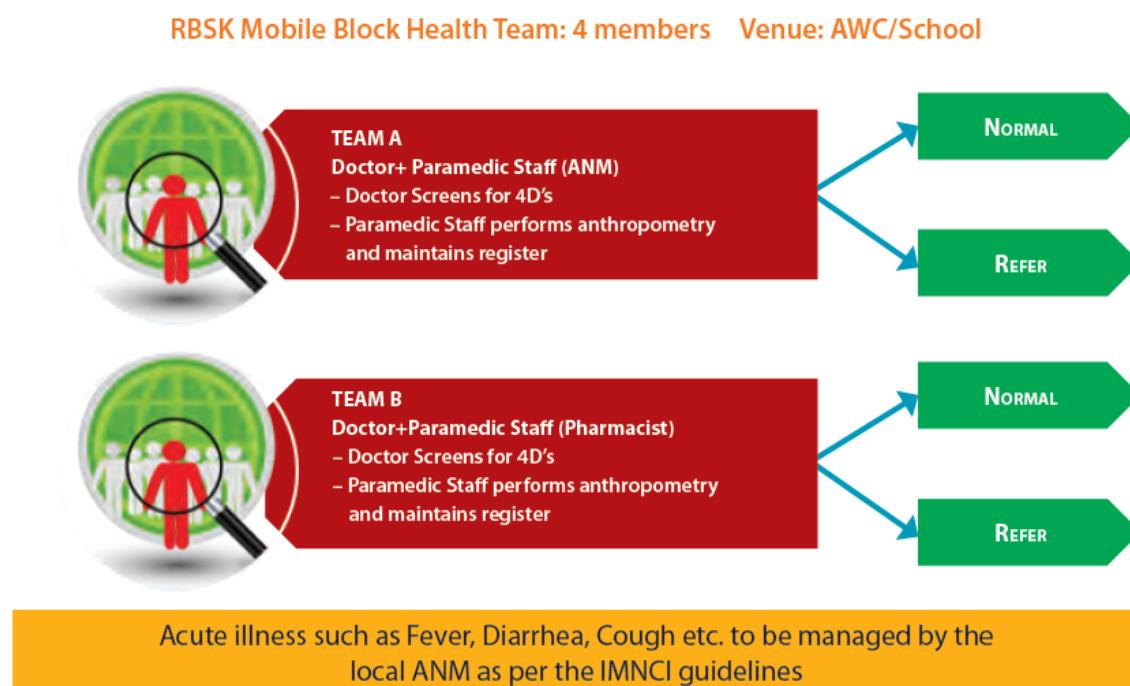 RBSK Mobile Block Health Team: 4 members Venue: AWC/School
TEAM A
Doctor+ Paramedic Staff (ANM)
– Doctor Screens for 4D's
– Paramedic Staff performs anthropometry
and maintains register
NORMAL
REFER
TEAM B
Doctor+Paramedic Staff (Pharmacist)
– Doctor Screens for 4D's
– Paramedic Staff performs anthropometry
and maintains register
NORMAL
REFER
Acute illness such as Fever, Diarrhea, Cough etc. to be managed by the
local ANM as per the IMNCI guidelines